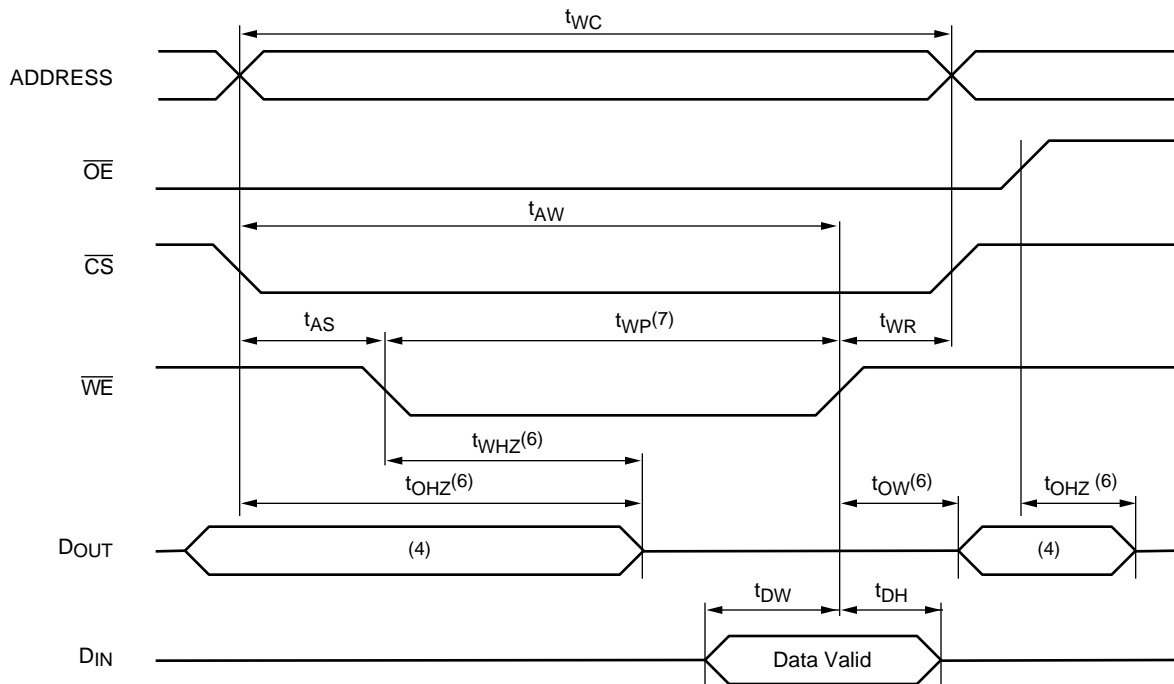 tWC
ADDRESS
OE
tAW
CS
tAS
tWP(7)
tWR
WE
tWHZ(6)
tOHZ(6)
tOW(6)
tOHZ (6)
DOUT
(4)
(4)
tDW
tDH
DIN
Data Valid